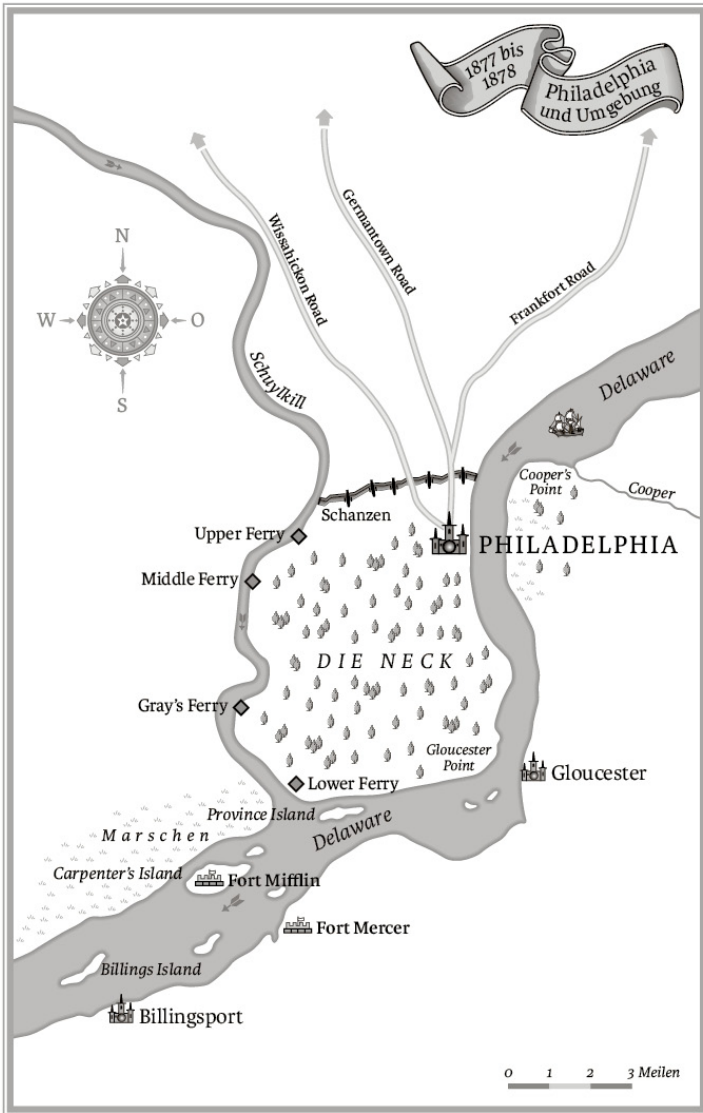 1877 bis
1878
Philadelphia
und Umgebung
N
W
O
S
Wissahickon Road
Germantown Road
Frankfort Road
Schuylkill
Delaware
Cooper's
Point
Cooper
Schanzen
Upper Ferry
PHILADELPHIA
Middle Ferry
DIE NECK
Gray's Ferry
Gloucester
Point
Gloucester
Lower Ferry
Province Island
Delaware
Marschen
Carpenter's Island
Fort Mifflin
Fort Mercer
Billings Island
Billingsport
0 1 2 3 Meilen